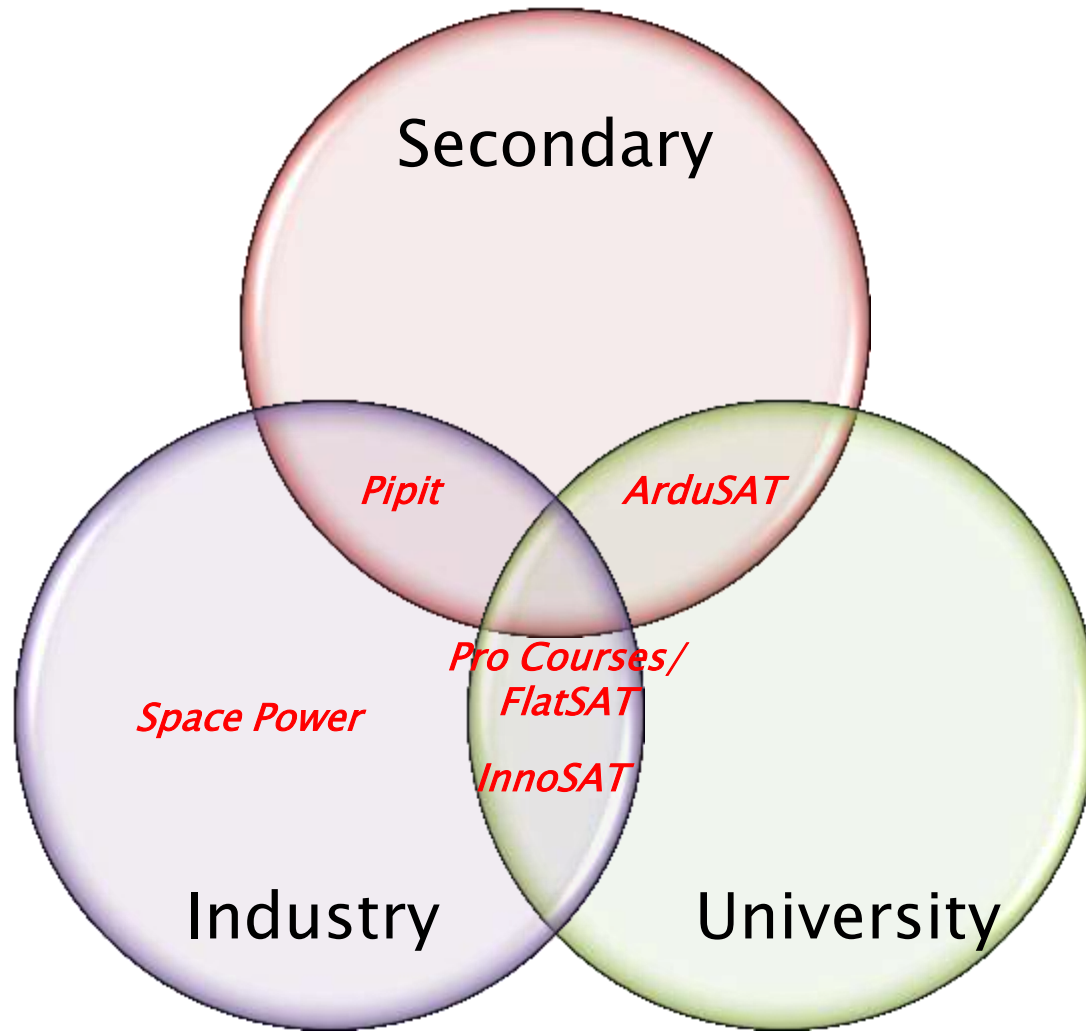 Secondary
Pipit
ArduSAT
Pro Courses/
FlatSAT
Space Power
InnoSAT
Industry
University